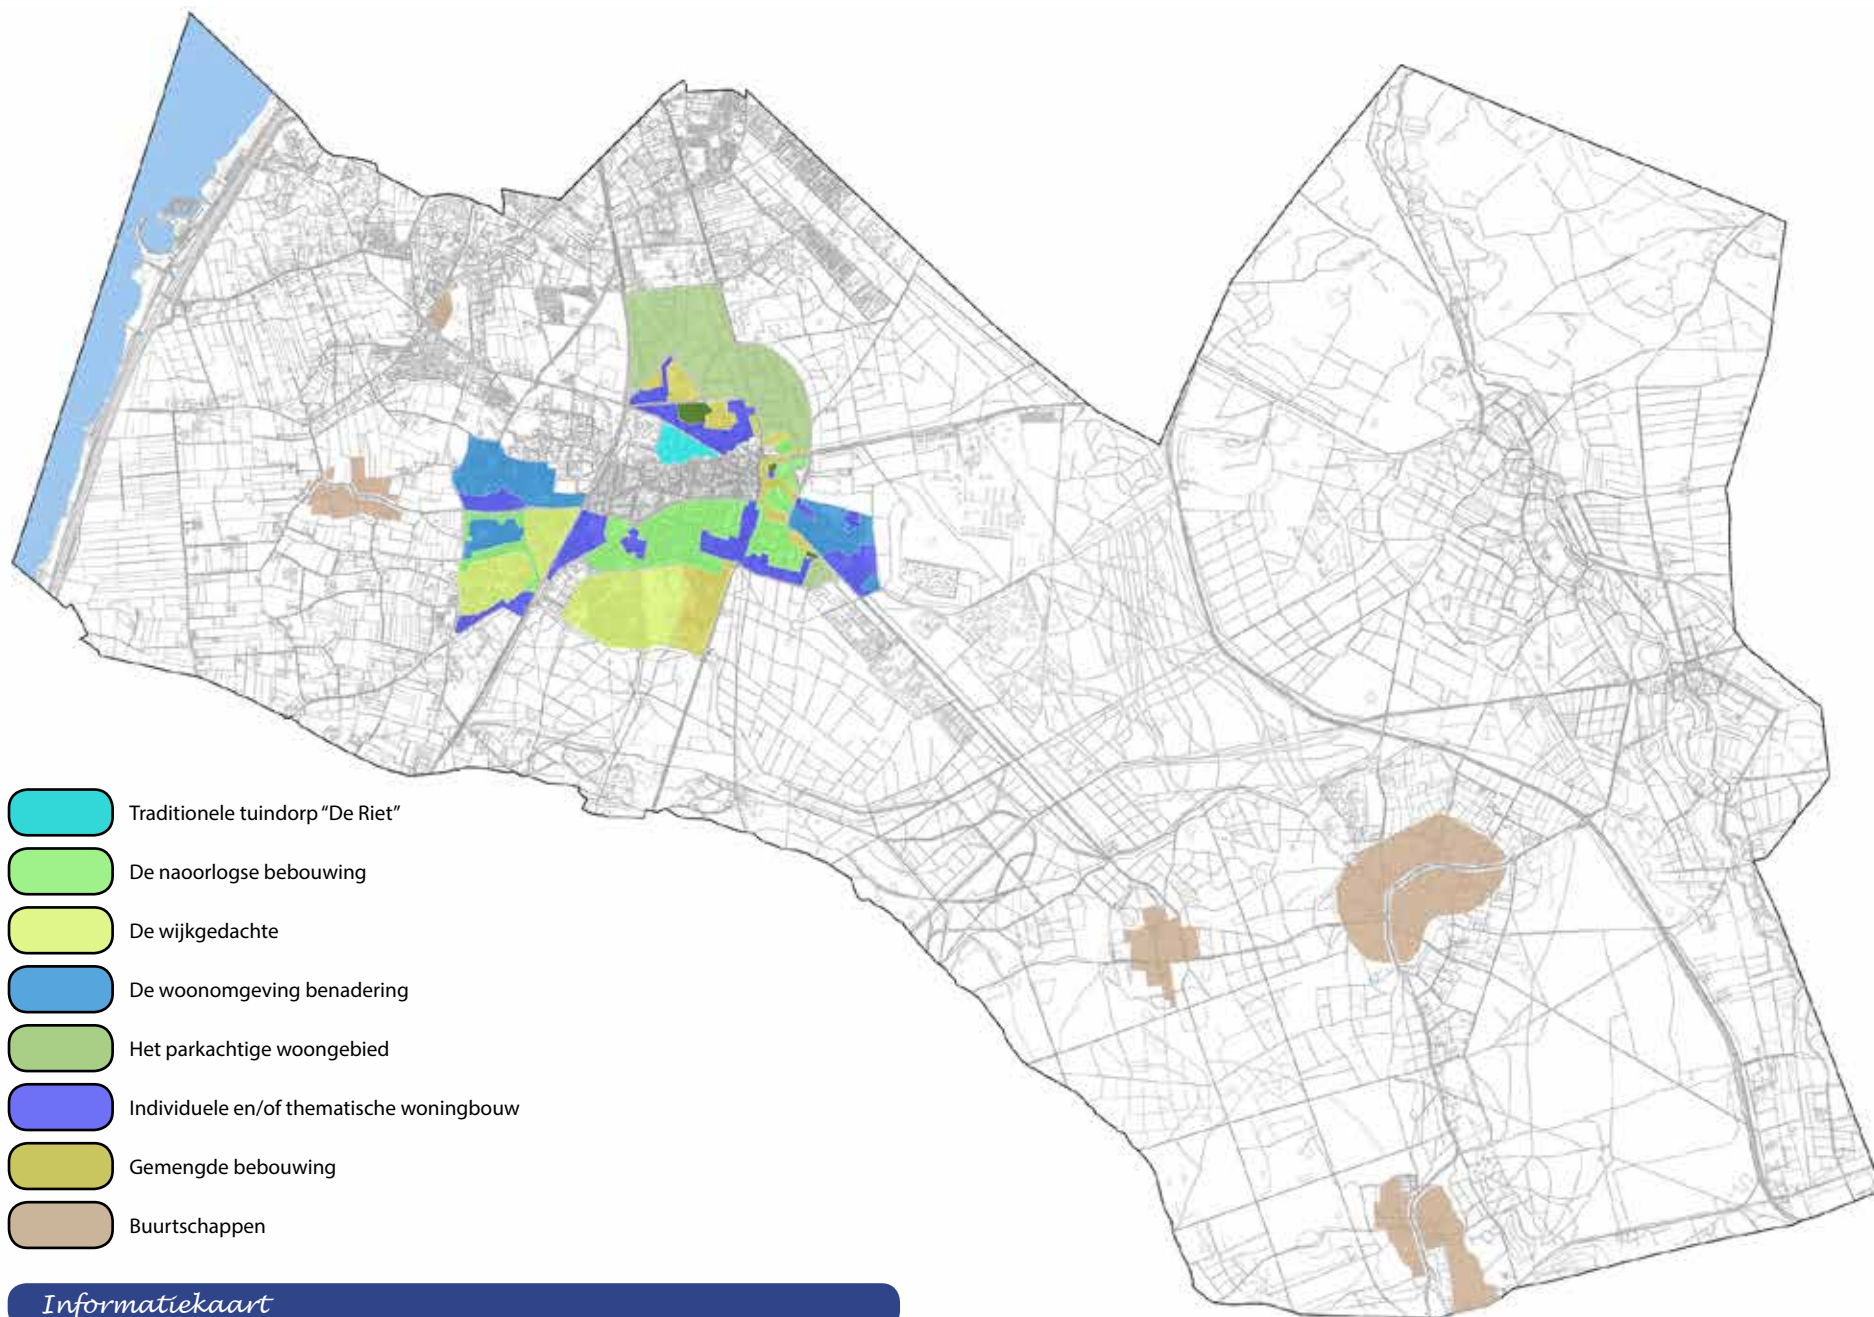 Traditionele tuindorp “De Riet”
De naoorlogse bebouwing
De wijkgedachte
De woonomgeving benadering
Het parkachtige woongebied
Individuele en/of thematische woningbouw
Gemengde bebouwing
Buurtschappen
Informatiekaart